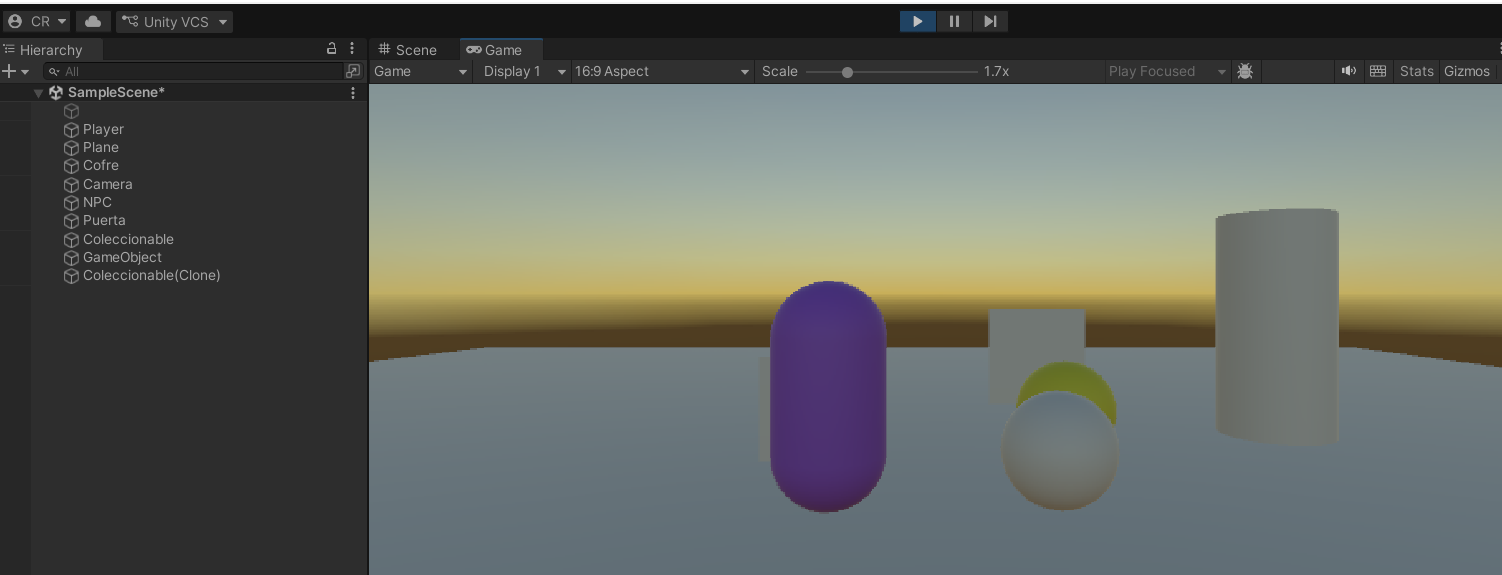 CR Unity VCS
Hierarchy
All
SampleScene*
Player
Plane
Cofre
Camera
NPC
Puerta
Coleccionable
GameObject
Coleccionable(Clone)
Scene Game
Game Display 1 16:9 Aspect Scale 1.7x Play Focused Stats Gizmos